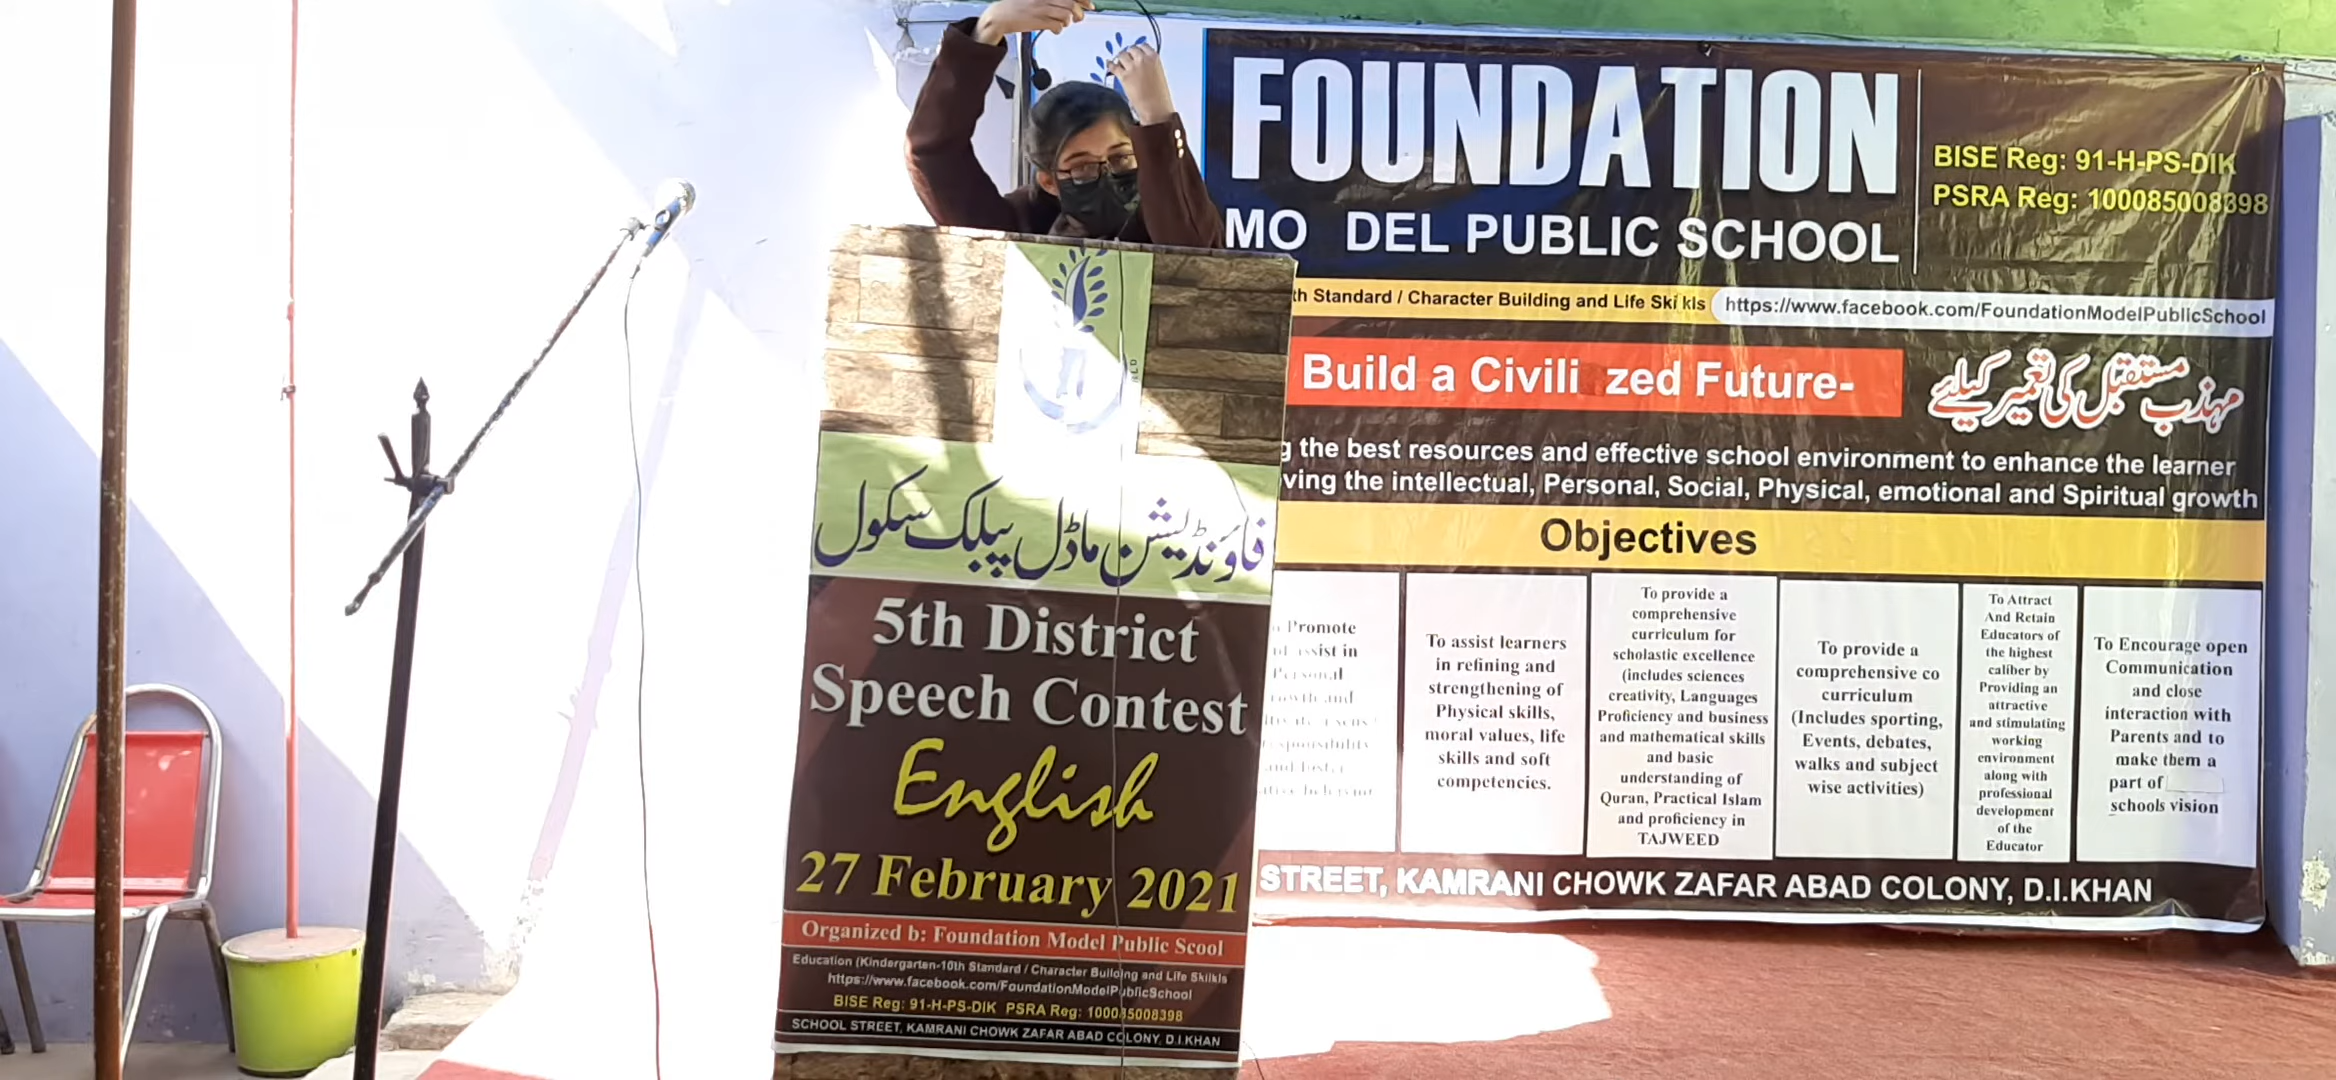 FOUNDATION
MO DEL PUBLIC SCHOOL
BISE Reg: 91-H-PS-DIK
PSRA Reg: 100085008398
th Standard / Character Building and Life Ski kls
https://www.facebook.com/FoundationModelPublicSchool
Build a Civili zed Future-
مہذب مستقبل کی تعمیر کیلئے
the best resources and effective school environment to enhance the learner
ving the intellectual, Personal, Social, Physical, emotional and Spiritual growth
Objectives
Promote
in
To assist learners
in refining and
strengthening of
Physical skills,
moral values, life
skills and soft
competencies.
To provide a
comprehensive
curriculum for
scholastic excellence
(includes sciences
creativity, Languages
Proficiency and business
and mathematical skills
and basic
understanding of
Quran, Practical Islam
and proficiency in
TAJWEED
To provide a
comprehensive co
curriculum
(Includes sporting,
Events, debates,
walks and subject
wise activities)
To Attract
And Retain
Educators of
the highest
caliber by
Providing an
attractive
and stimulating
working
environment
along with
professional
development
of the
Educator
To Encourage open
Communication
and close
interaction with
Parents and to
make them a
part of
schools vision
STREET, KAMRANI CHOWK ZAFAR ABAD COLONY, D.I.KHAN
فاؤنڈیشن ماڈل پبلک سکول
5th District
Speech Contest
English
27 February 2021
Organized b: Foundation Model Public Scool
Education (Kindergarten-10th Standard / Character Building and Life Skilkls
https://www.facebook.com/FoundationModelPublicSchool
BISE Reg: 91-H-PS-DIK PSRA Reg: 100085008398
SCHOOL STREET, KAMRANI CHOWK ZAFAR ABAD COLONY, D.I.KHAN